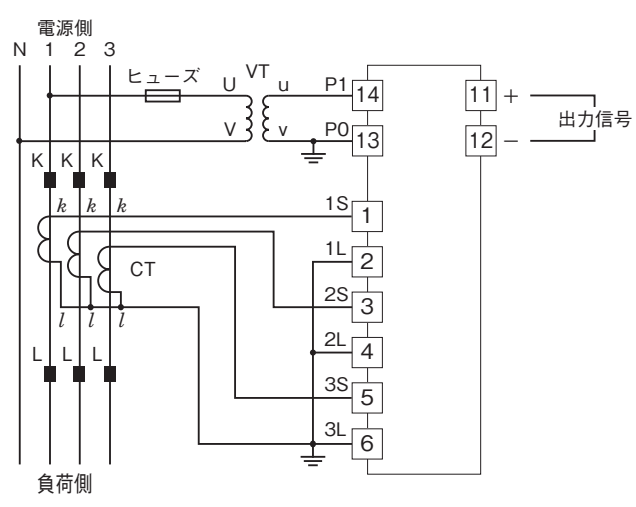 電源側
N 1 2 3
ヒューズ
VT
U u P1 14 11 +
出力信号
V v P0 13 12 −
K K K
k k k
1S 1
1L 2
CT
2S 3
l l l
2L 4
L L L
3S 5
3L 6
負荷側